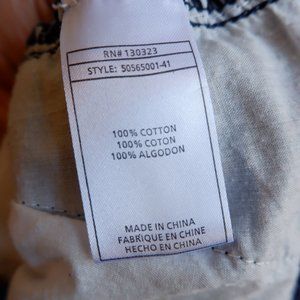 RN# 130323
STYLE: 50565001-41
100% COTTON
100% COTON
100% ALGODON
MADE IN CHINA
FABRIQUE EN CHINE
HECHO EN CHINA